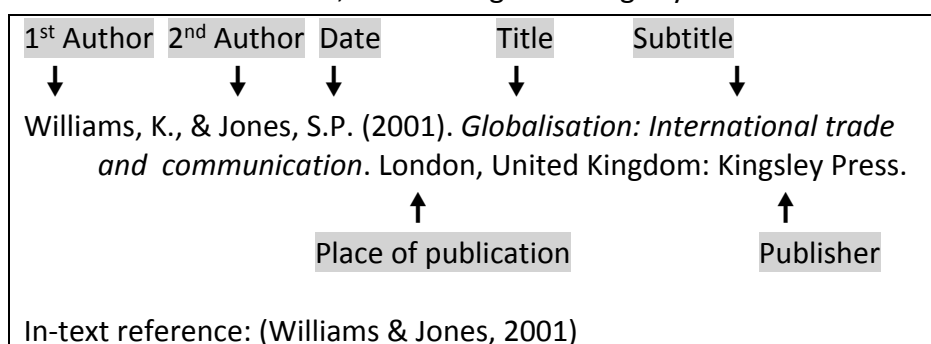 1st Author 2nd Author Date Title Subtitle
Williams, K., & Jones, S.P. (2001). Globalisation: International trade
and communication. London, United Kingdom: Kingsley Press.
Place of publication Publisher
In-text reference: (Williams & Jones, 2001)